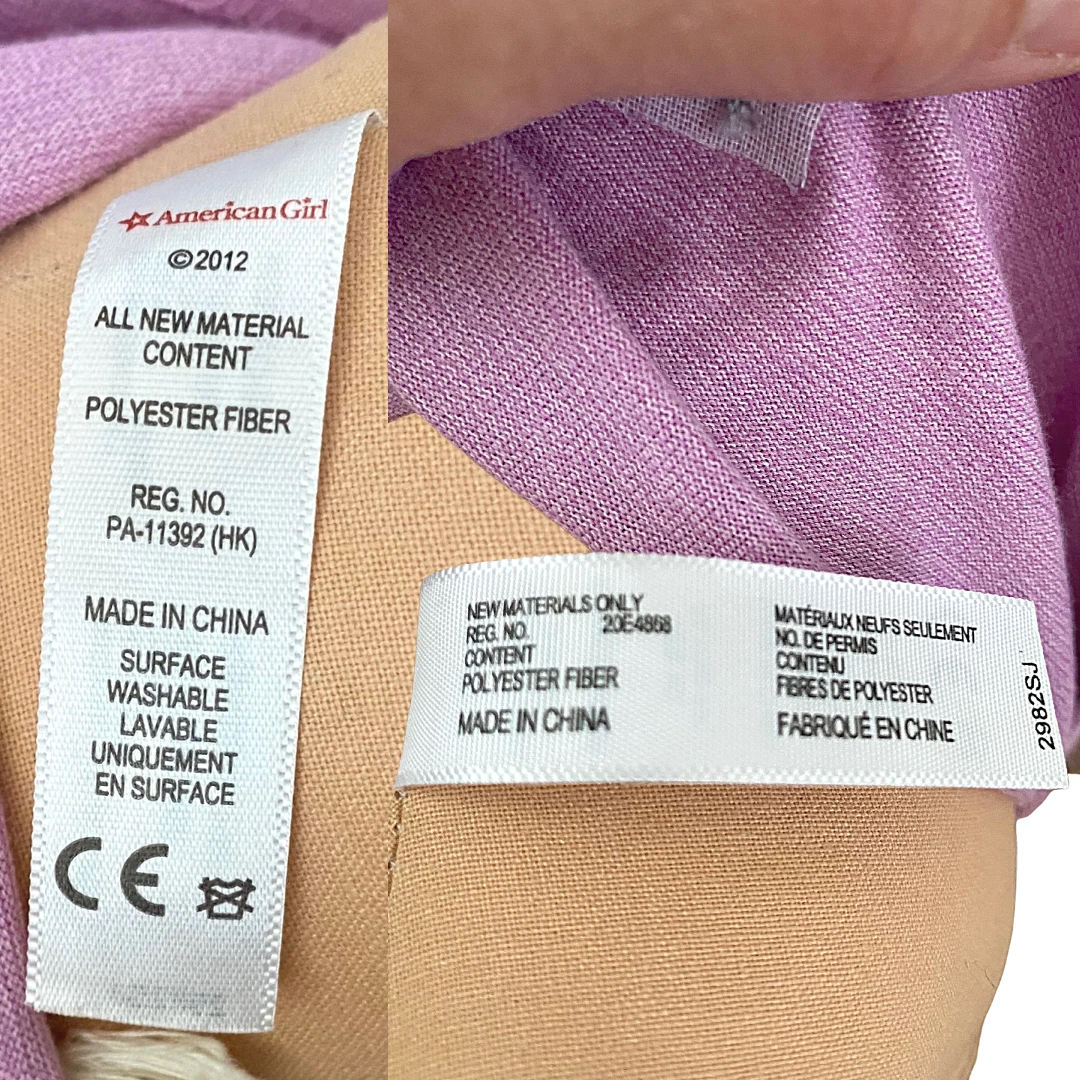 American Girl
©2012
ALL NEW MATERIAL
CONTENT
POLYESTER FIBER
REG. NO.
PA-11392 (HK)
MADE IN CHINA
SURFACE
WASHABLE
LAVABLE
UNIQUEMENT
EN SURFACE
CE
NEW MATERIALS ONLY
REG. NO. 20E4868
CONTENT
POLYESTER FIBER
MADE IN CHINA
MATÉRIAUX NEUFS SEULEMENT
NO. DE PERMIS
CONTENU
FIBRES DE POLYESTER
FABRIQUÉ EN CHINE
2982SJ